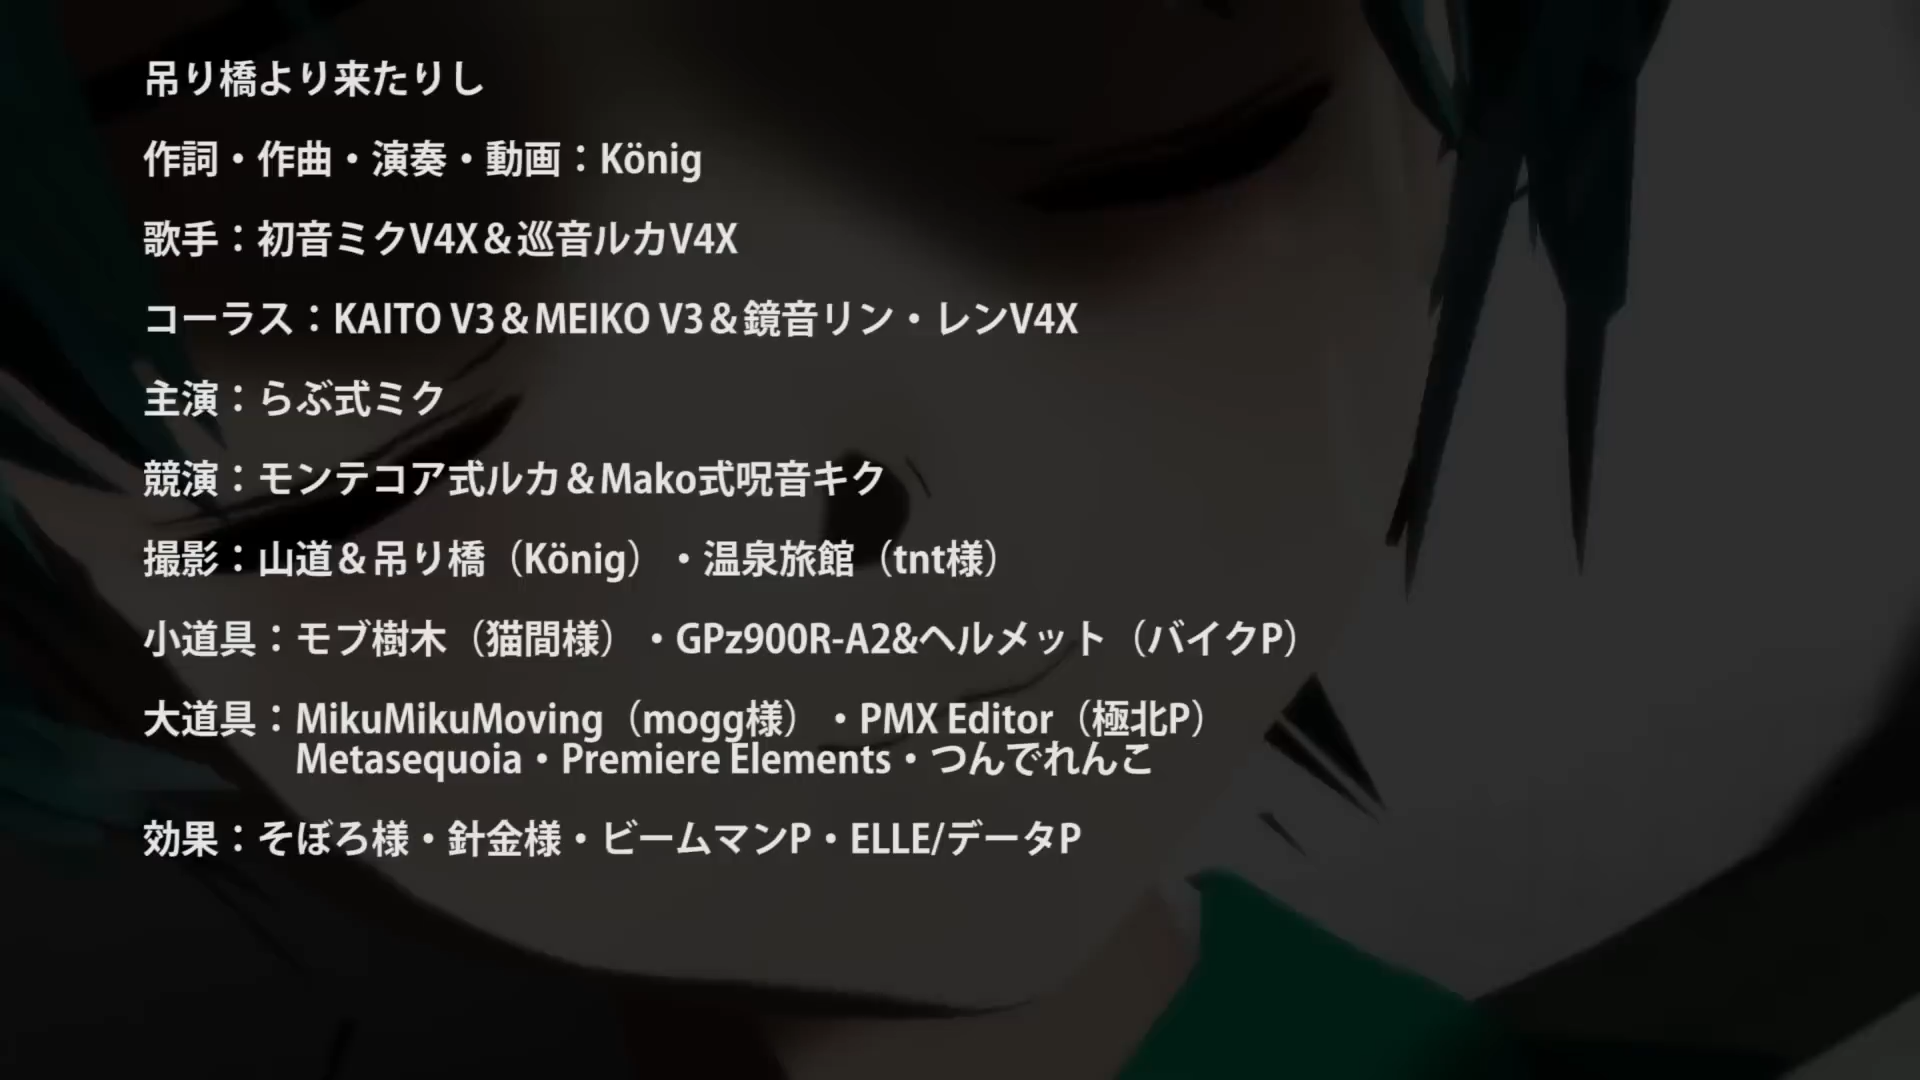 吊り橋より来たりし
作詞・作曲・演奏・動画：König
歌手：初音ミクV4X＆巡音ルカV4X
コーラス：KAITO V3＆MEIKO V3＆鏡音リン・レンV4X
主演：らぶ式ミク
競演：モンテコア式ルカ＆Mako式呪音キク
撮影：山道＆吊り橋（König）・温泉旅館（tnt様）
小道具：モブ樹木（猫間様）・GPz900R-A2&ヘルメット（バイクP）
大道具：MikuMikuMoving（mogg様）・PMX Editor（極北P）
Metasequoia・Premiere Elements・つんでれんこ
効果：そぼろ様・針金様・ビームマンP・ELLE/データP